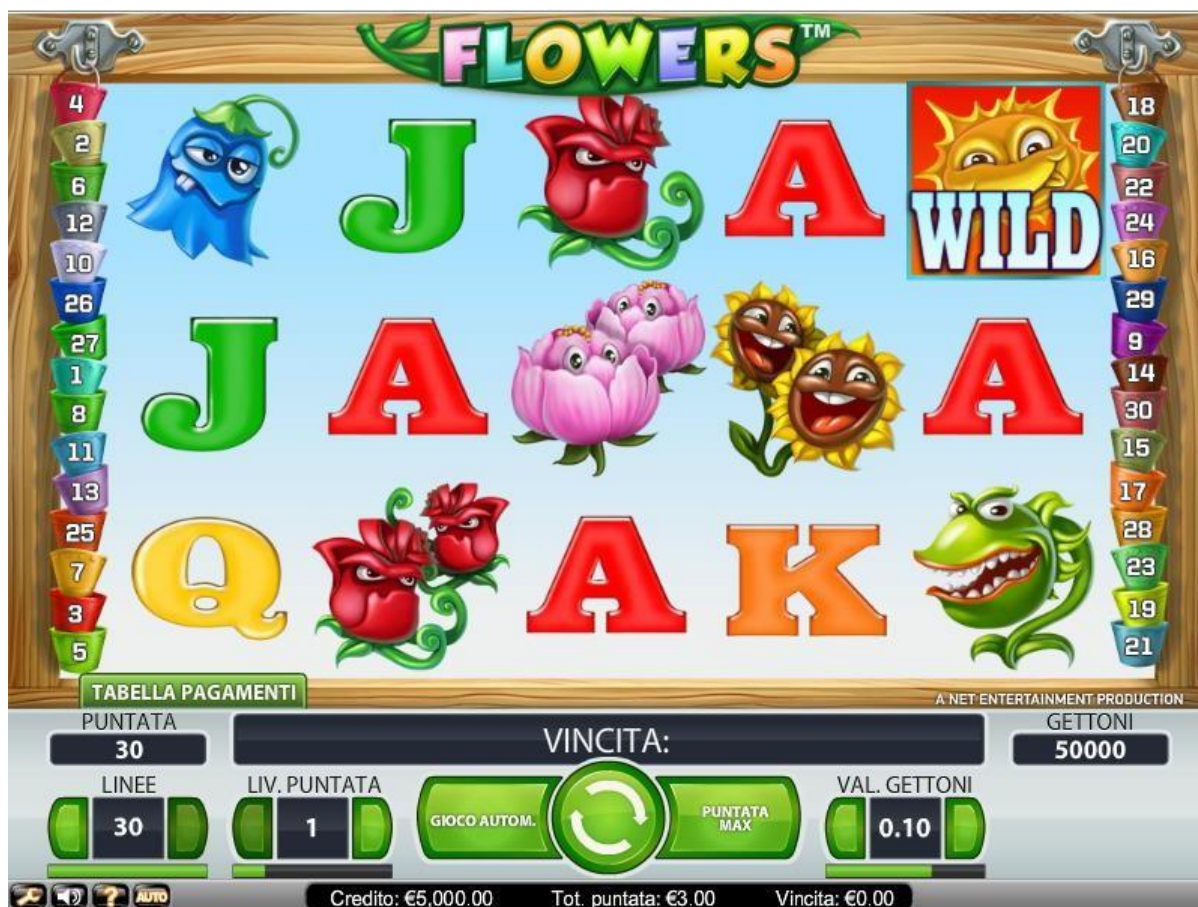 FLOWERS™
4
2
6
12
10
26
27
1
8
11
13
25
7
3
5
J
A
WILD
J
A
A
Q
A
K
18
20
22
24
16
29
9
14
30
15
17
28
23
19
21
TABELLA PAGAMENTI
A NET ENTERTAINMENT PRODUCTION
PUNTATA
30
VINCITA:
GETTONI
50000
LINEE
30
LIV. PUNTATA
1
GIOCO AUTOM.
PUNTATA
MAX
VAL. GETTONI
0.10
? AUTO
Credito: €5,000.00 Tot. puntata: €3.00 Vincita: €0.00